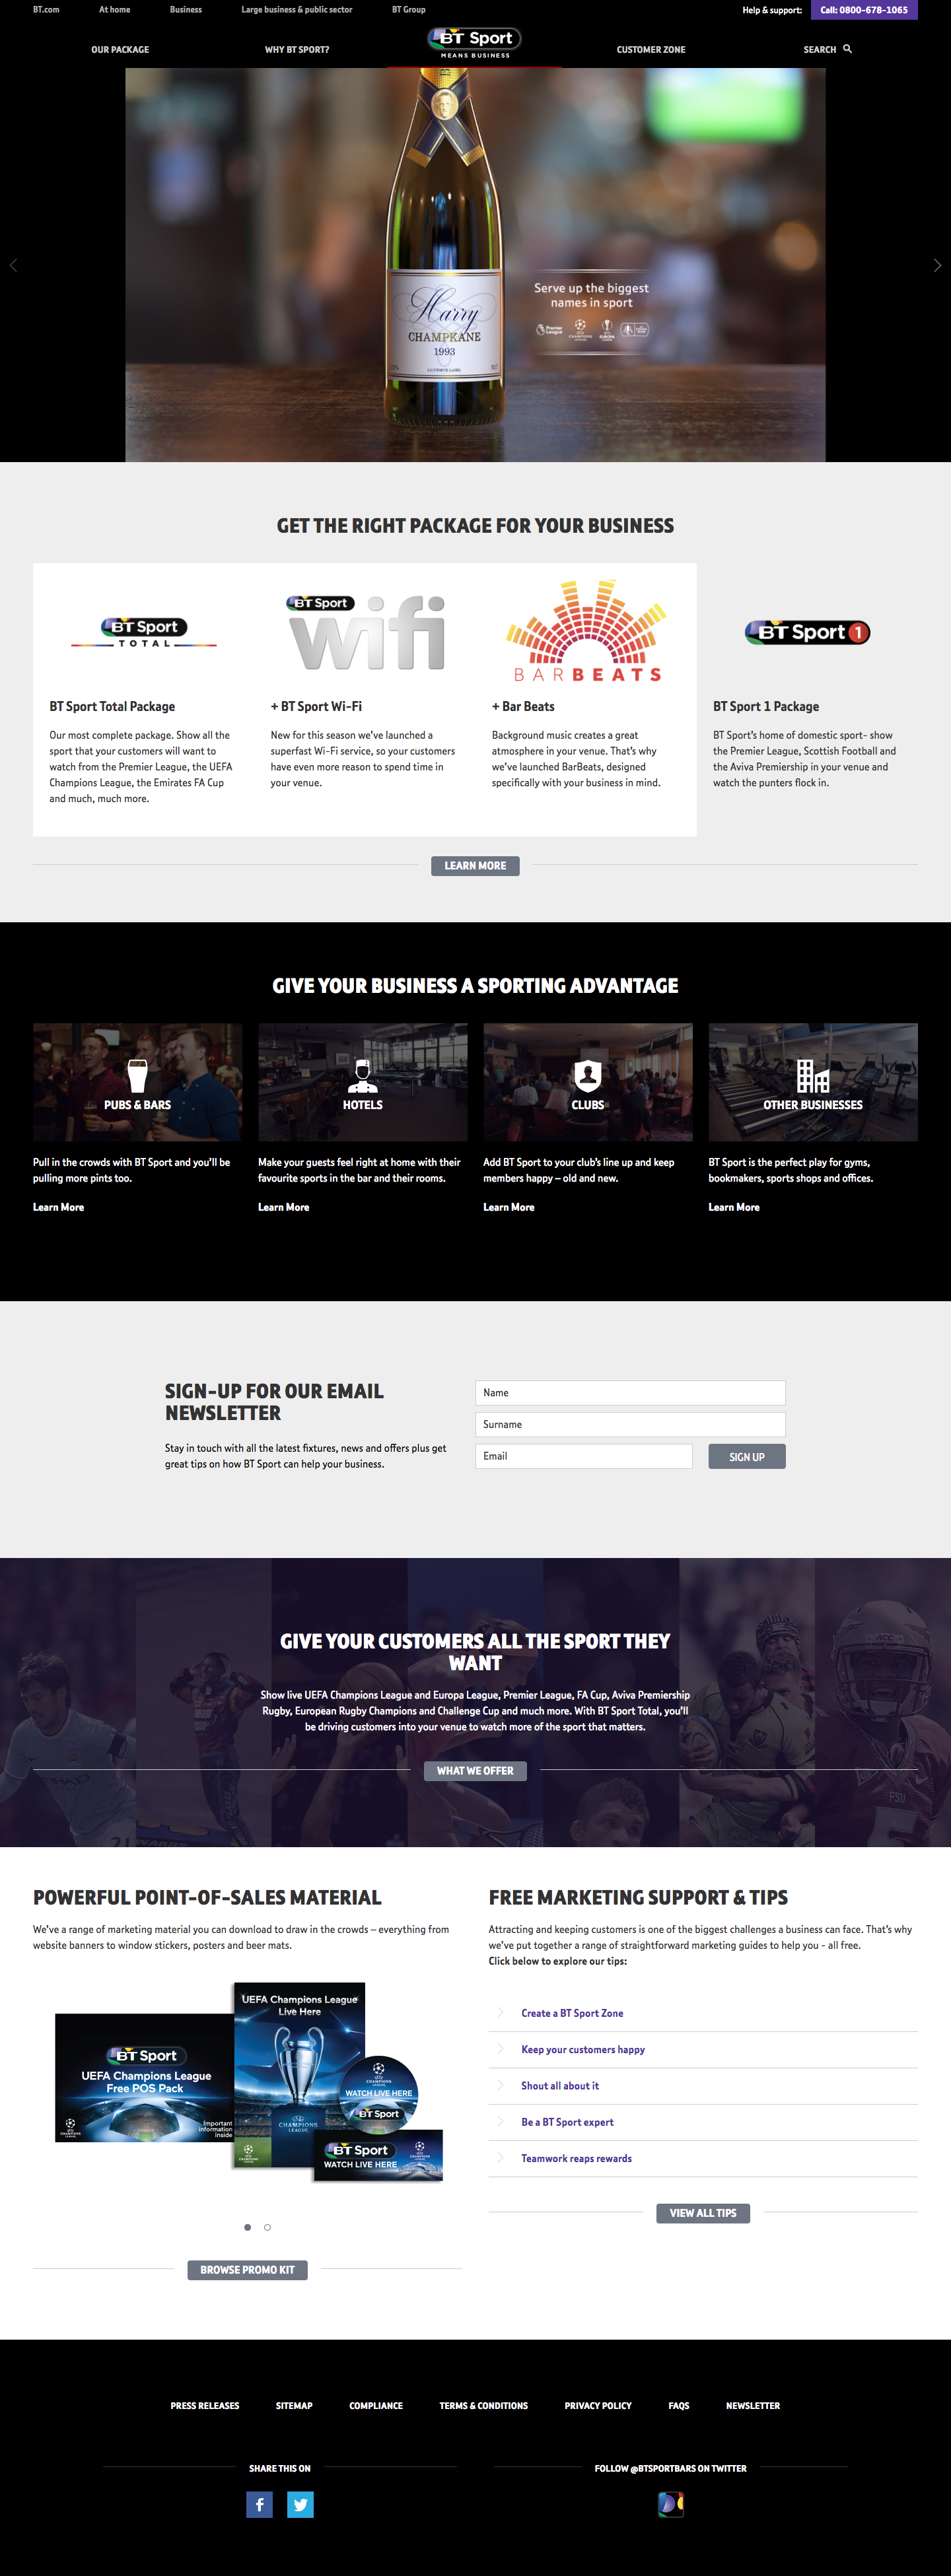 BT.com At home Business Large business & public sector BT Group Help & support: Call: 0800-678-1065
OUR PACKAGE WHY BT SPORT? BT Sport CUSTOMER ZONE SEARCH
MEANS BUSINESS
Harry
CHAMPKANE
1993
Serve up the biggest
names in sport
GET THE RIGHT PACKAGE FOR YOUR BUSINESS
BT Sport
TOTAL
BT Sport
wifi
BARBEATS
BT Sport 1
BT Sport Total Package
Our most complete package. Show all the
sport that your customers will want to
watch from the Premier League, the UEFA
Champions League, the Emirates FA Cup
and much, much more.
+ BT Sport Wi-Fi
New for this season we've launched a
superfast Wi-Fi service, so your customers
have even more reason to spend time in
your venue.
+ Bar Beats
Background music creates a great
atmosphere in your venue. That's why
we've launched BarBeats, designed
specifically with your business in mind.
BT Sport 1 Package
BT Sport's home of domestic sport- show
the Premier League, Scottish Football and
the Aviva Premiership in your venue and
watch the punters flock in.
LEARN MORE
GIVE YOUR BUSINESS A SPORTING ADVANTAGE
PUBS & BARS
Pull in the crowds with BT Sport and you'll be
pulling more pints too.
Learn More
HOTELS
Make your guests feel right at home with their
favourite sports in the bar and their rooms.
Learn More
CLUBS
Add BT Sport to your club's line up and keep
members happy – old and new.
Learn More
OTHER BUSINESSES
BT Sport is the perfect play for gyms,
bookmakers, sports shops and offices.
Learn More
SIGN-UP FOR OUR EMAIL
NEWSLETTER
Stay in touch with all the latest fixtures, news and offers plus get
great tips on how BT Sport can help your business.
Name
Surname
Email
SIGN UP
GIVE YOUR CUSTOMERS ALL THE SPORT THEY
WANT
Show live UEFA Champions League and Europa League, Premier League, FA Cup, Aviva Premiership
Rugby, European Rugby Champions and Challenge Cup and much more. With BT Sport Total, you'll
be driving customers into your venue to watch more of the sport that matters.
WHAT WE OFFER
ACC
FSU
POWERFUL POINT-OF-SALES MATERIAL
We've a range of marketing material you can download to draw in the crowds – everything from
website banners to window stickers, posters and beer mats.
BT Sport
UEFA Champions League
Free POS Pack
Important
information
inside
UEFA Champions League
Live Here
CHAMPIONS
LEAGUE
WATCH LIVE HERE
BT Sport
BT Sport
WATCH LIVE HERE
BROWSE PROMO KIT
FREE MARKETING SUPPORT & TIPS
Attracting and keeping customers is one of the biggest challenges a business can face. That's why
we've put together a range of straightforward marketing guides to help you - all free.
Click below to explore our tips:
Create a BT Sport Zone
Keep your customers happy
Shout all about it
Be a BT Sport expert
Teamwork reaps rewards
VIEW ALL TIPS
PRESS RELEASES SITEMAP COMPLIANCE TERMS & CONDITIONS PRIVACY POLICY FAQS NEWSLETTER
SHARE THIS ON
FOLLOW @BTSPORTBARS ON TWITTER